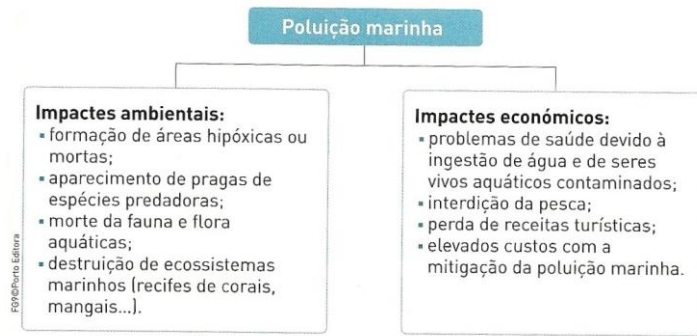 Poluição marinha
Impactes ambientais:
▪ formação de áreas hipóxicas ou
mortas;
▪ aparecimento de pragas de
espécies predadoras;
▪ morte da fauna e flora
aquáticas;
▪ destruição de ecossistemas
marinhos (recifes de corais,
mangais...).
Impactes económicos:
▪ problemas de saúde devido à
ingestão de água e de seres
vivos aquáticos contaminados;
▪ interdição da pesca;
▪ perda de receitas turísticas;
▪ elevados custos com a
mitigação da poluição marinha.
FG9©Porto Editora